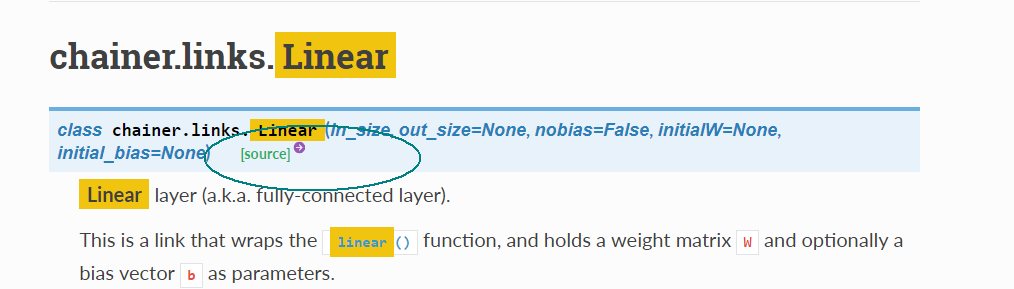 chainer.links.Linear
class chainer.links.Linear(in_size, out_size=None, nobias=False, initialW=None,
initial_bias=None) [source]
Linear layer (a.k.a. fully-connected layer).
This is a link that wraps the linear() function, and holds a weight matrix W and optionally a
bias vector b as parameters.